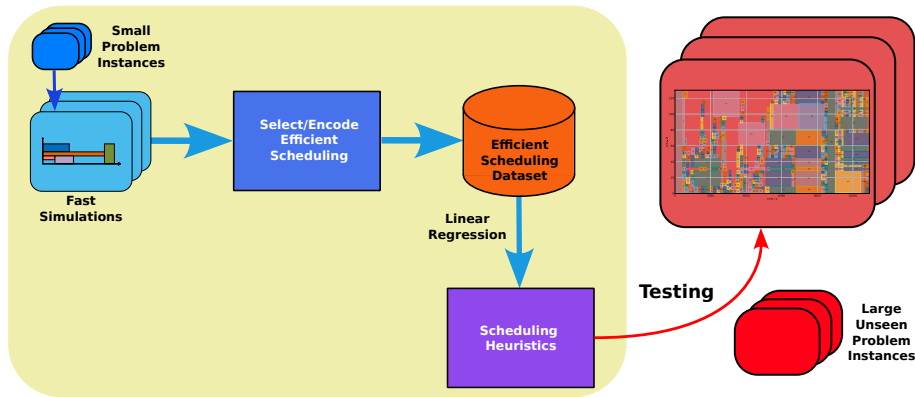 Small
Problem
Instances
Fast
Simulations
Select/Encode
Efficient
Scheduling
Efficient
Scheduling
Dataset
Linear
Regression
Scheduling
Heuristics
Testing
Large
Unseen
Problem
Instances